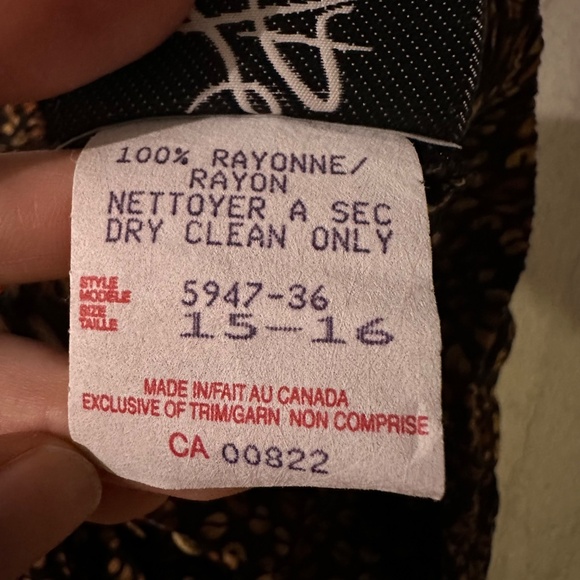 100% RAYONNE/
RAYON
NETTOYER A SEC
DRY CLEAN ONLY
STYLE
MODÈLE
5947-36
SIZE
TAILLE
15-16
MADE IN/FAIT AU CANADA
EXCLUSIVE OF TRIM/GARN NON COMPRISE
CA 00822